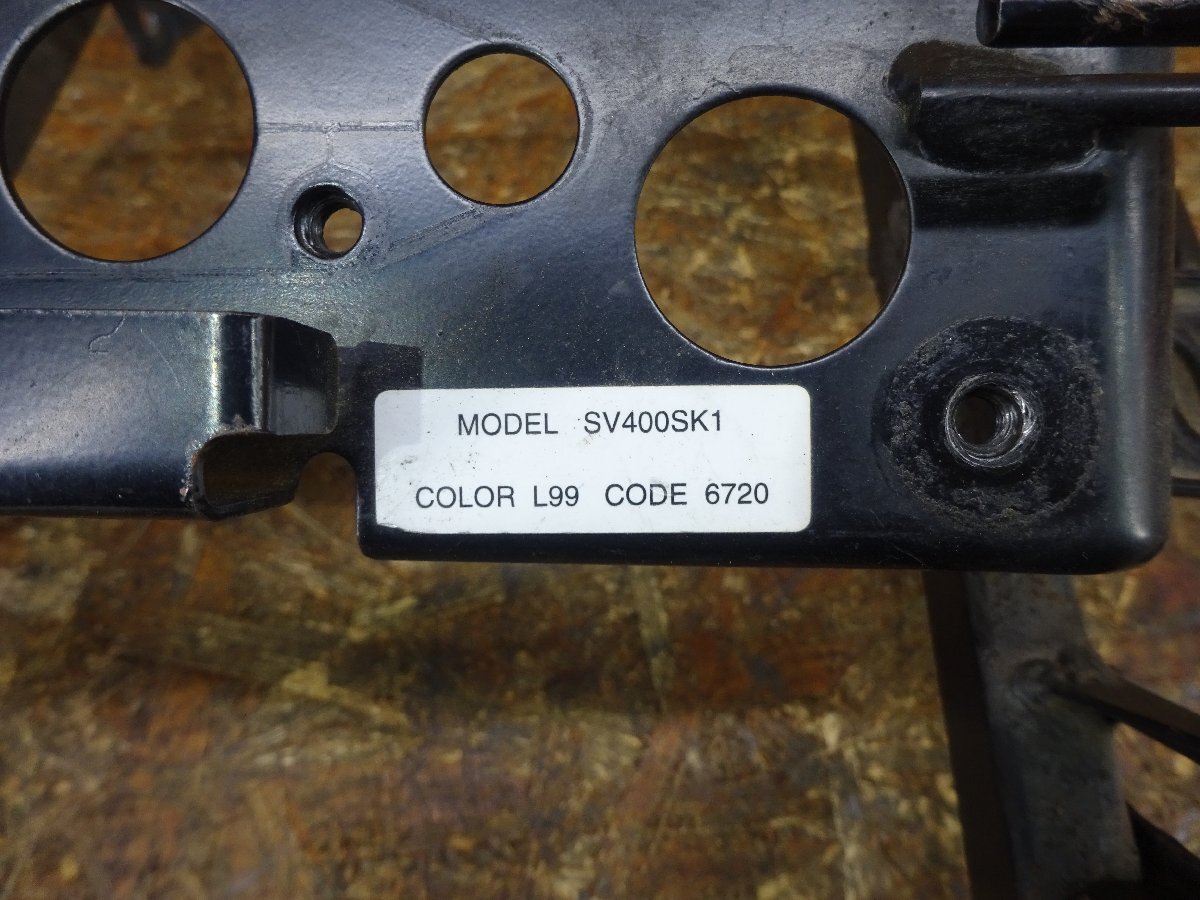 MODEL SV400SK1
COLOR L99 CODE 6720